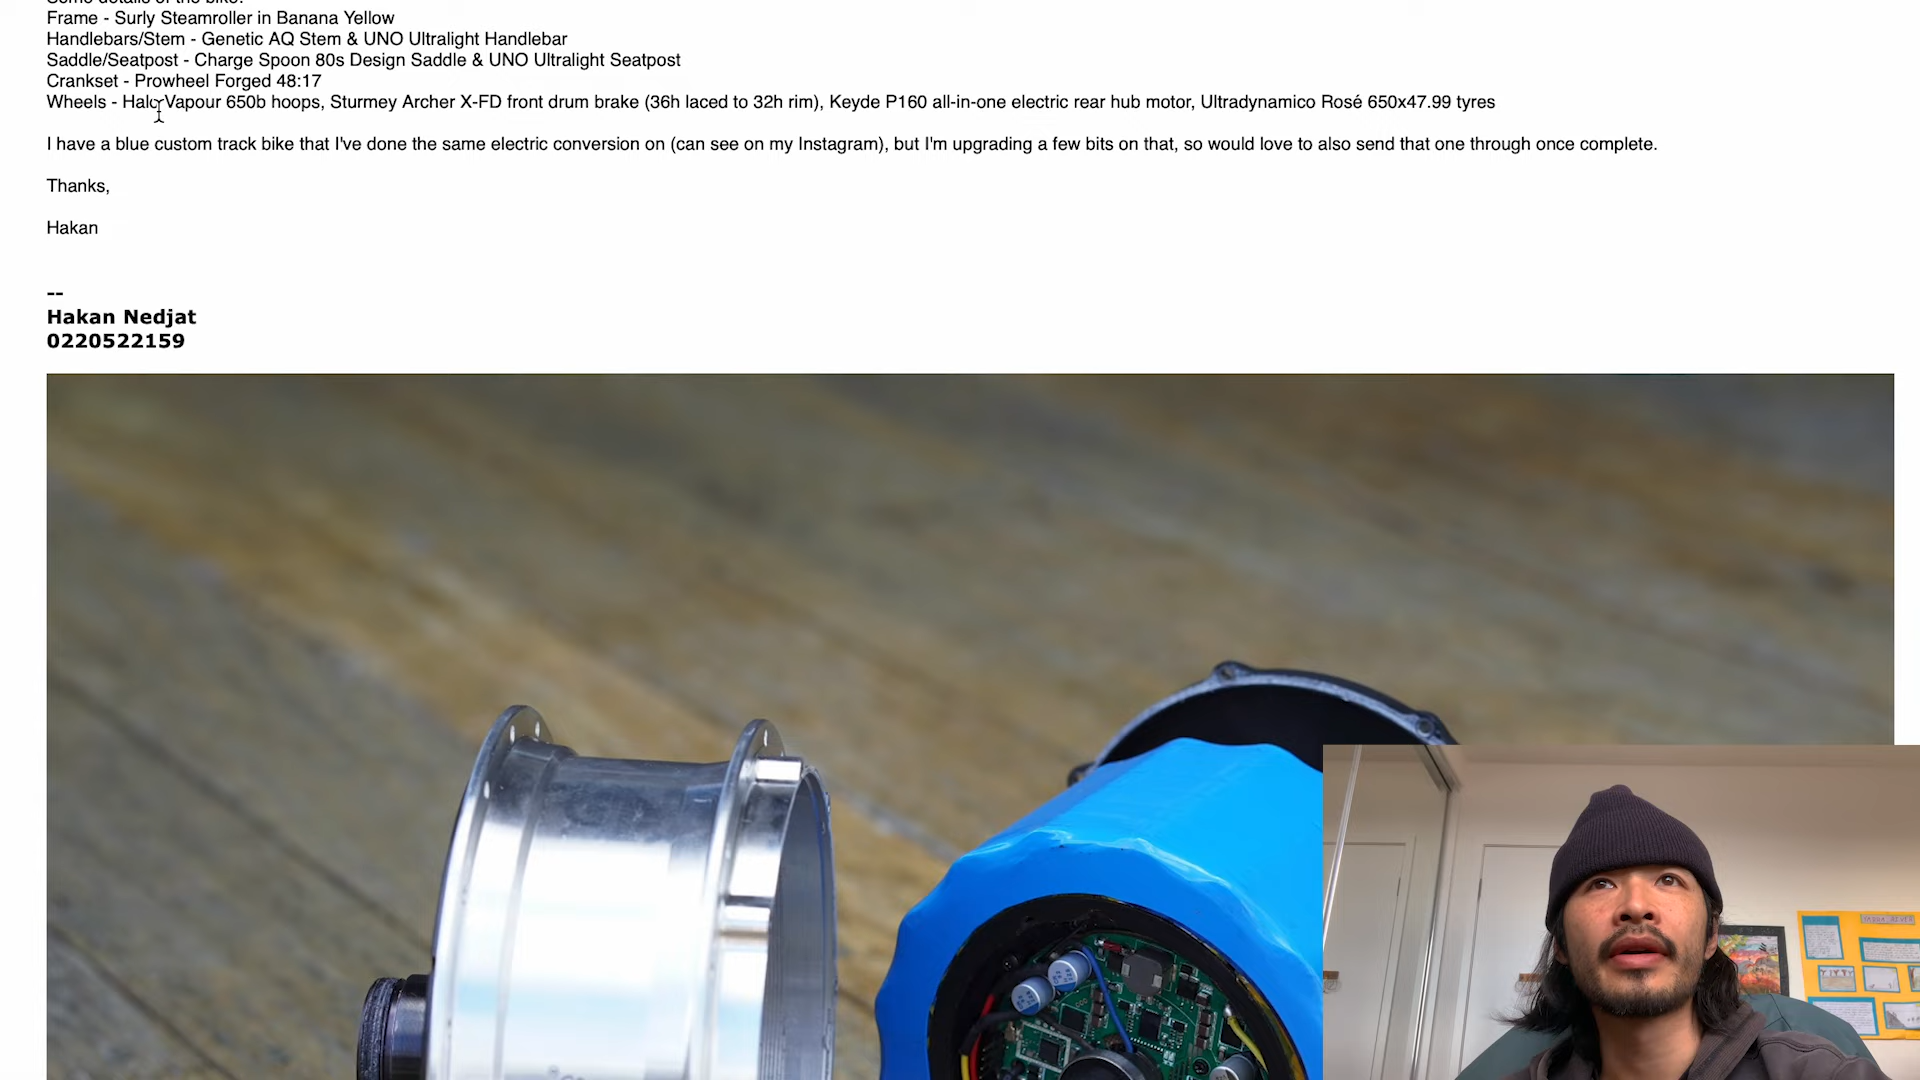 Some details of the bike:
Frame - Surly Steamroller in Banana Yellow
Handlebars/Stem - Genetic AQ Stem & UNO Ultralight Handlebar
Saddle/Seatpost - Charge Spoon 80s Design Saddle & UNO Ultralight Seatpost
Crankset - Prowheel Forged 48:17
Wheels - Halo Vapour 650b hoops, Sturmey Archer X-FD front drum brake (36h laced to 32h rim), Keyde P160 all-in-one electric rear hub motor, Ultradynamico Rosé 650x47.99 tyres
I have a blue custom track bike that I've done the same electric conversion on (can see on my Instagram), but I'm upgrading a few bits on that, so would love to also send that one through once complete.
Thanks,
Hakan
--
Hakan Nedjat
0220522159